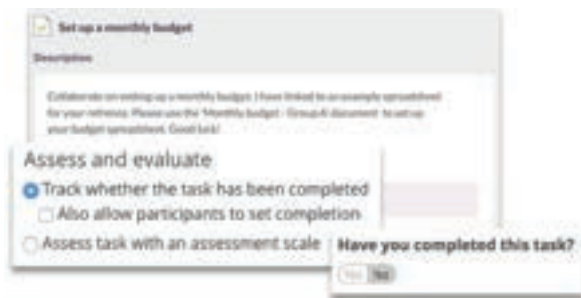 Set up a monthly budget
Description
Collaborate on setting up a monthly budget. I have linked to an example spreadsheet
for your reference. Please use the 'Monthly budget - Group A document' to set up
your budget spreadsheet. Good luck!
Assess and evaluate
Track whether the task has been completed
Also allow participants to set completion
Assess task with an assessment scale
Have you completed this task?
Yes No